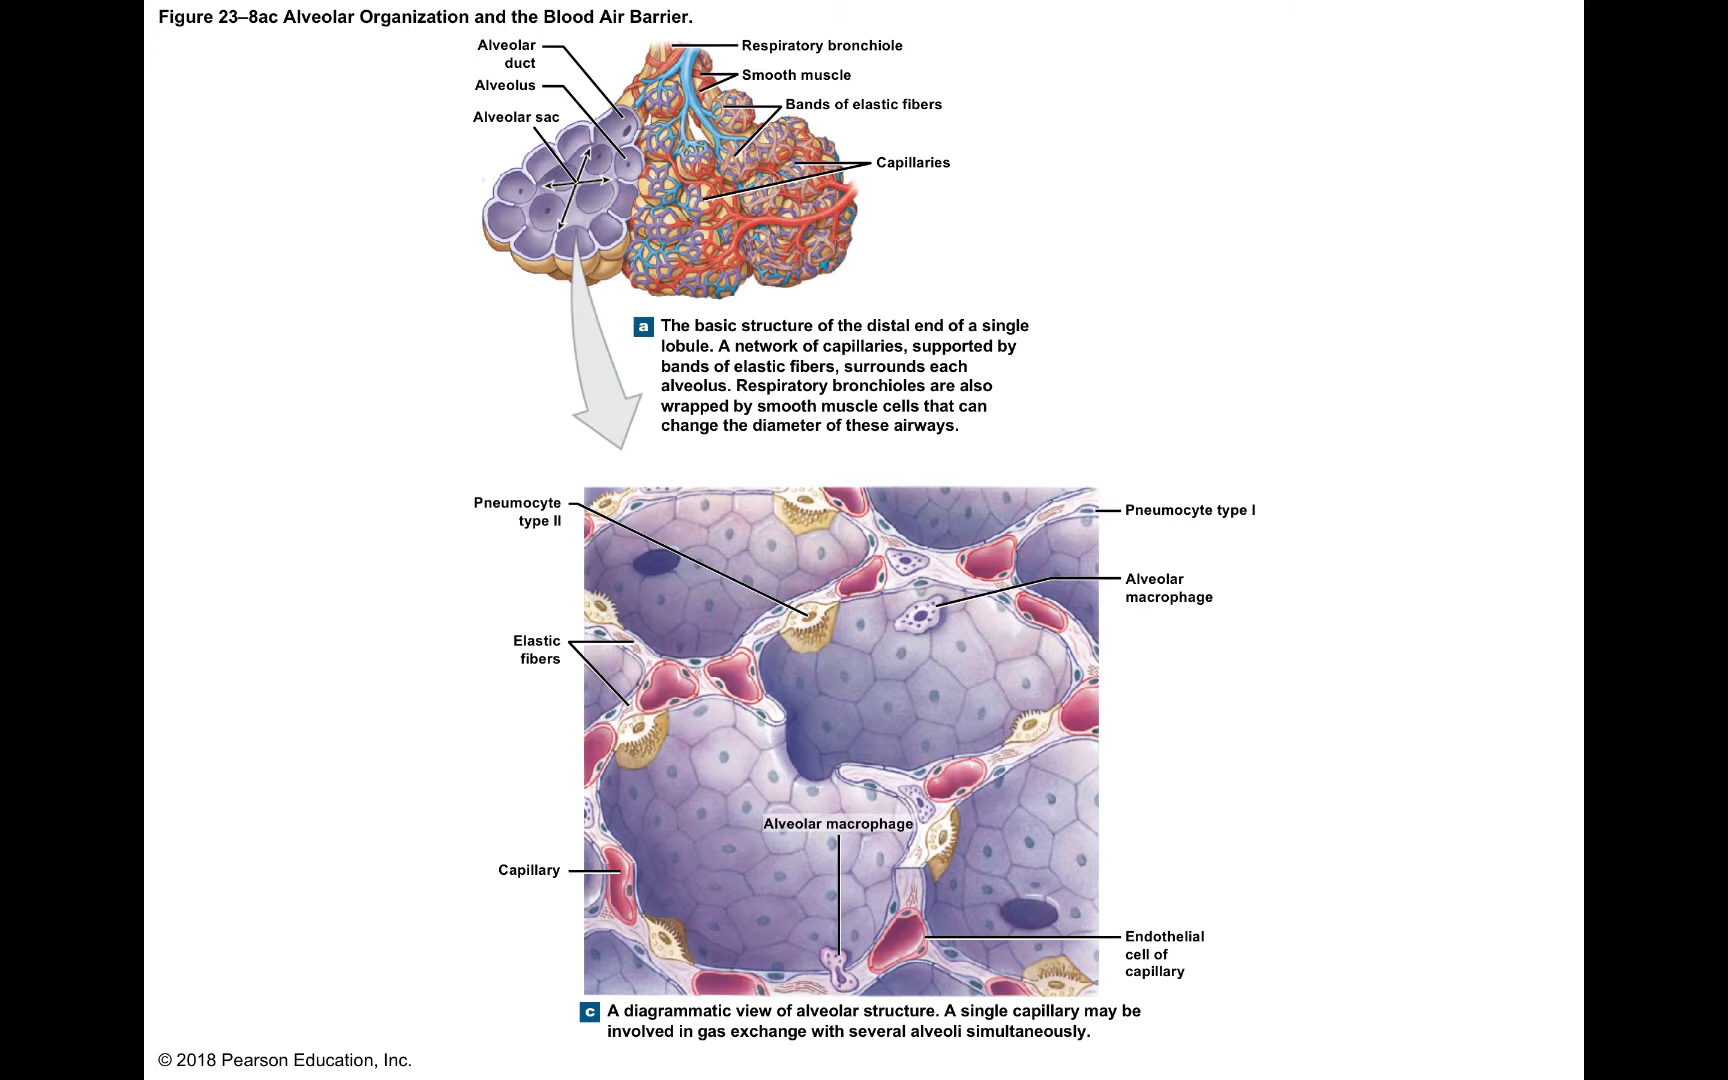 Figure 23–8ac Alveolar Organization and the Blood Air Barrier.
Alveolar
duct
Alveolus
Alveolar sac
Respiratory bronchiole
Smooth muscle
Bands of elastic fibers
Capillaries
a The basic structure of the distal end of a single
lobule. A network of capillaries, supported by
bands of elastic fibers, surrounds each
alveolus. Respiratory bronchioles are also
wrapped by smooth muscle cells that can
change the diameter of these airways.
Pneumocyte
type II
Elastic
fibers
Capillary
Alveolar macrophage
Pneumocyte type I
Alveolar
macrophage
Endothelial
cell of
capillary
c A diagrammatic view of alveolar structure. A single capillary may be
involved in gas exchange with several alveoli simultaneously.
© 2018 Pearson Education, Inc.